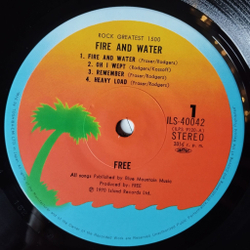 ROCK GREATEST 1500
FIRE AND WATER
1. FIRE AND WATER
(Fraser/Rodgers)
2. OH I WEPT (Rodgers/Kossoff)
3. REMEMBER (Fraser/Rodgers)
4. HEAVY LOAD (Fraser/Rodgers)
1
ILS-40042
STEREO
FREE
All songs Published by Blue Mountain Music
Produced by: FREE
℗ 1970 Island Records Ltd.